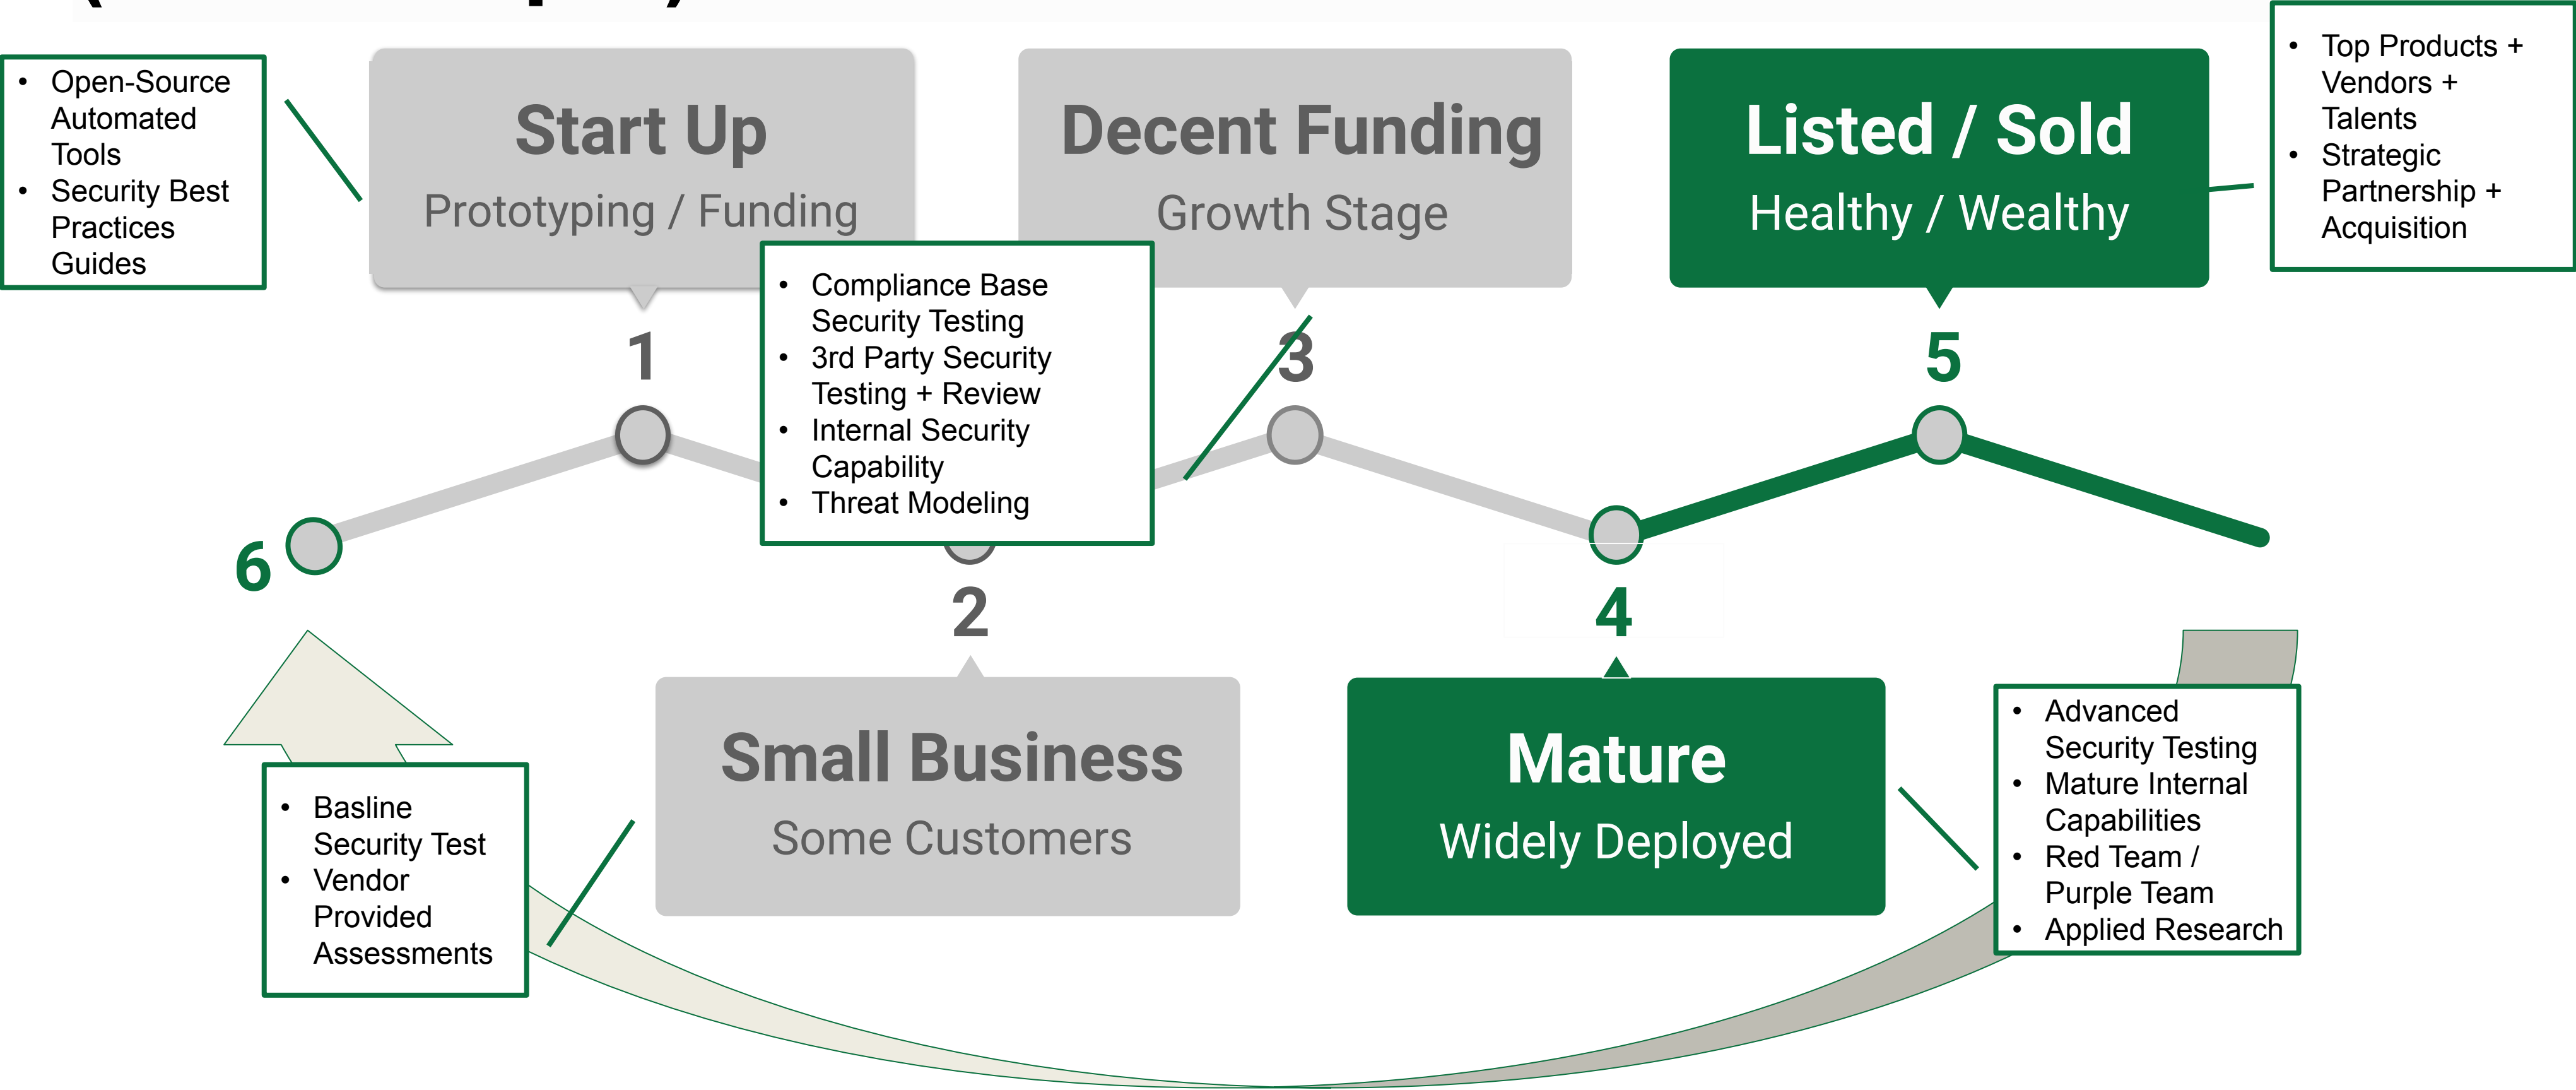 • Open-Source
Automated
Tools
• Security Best
Practices
Guides
Start Up
Prototyping / Funding
1
• Compliance Base
Security Testing
• 3rd Party Security
Testing + Review
• Internal Security
Capability
• Threat Modeling
Decent Funding
Growth Stage
3
Listed / Sold
Healthy / Wealthy
5
• Top Products +
Vendors +
Talents
• Strategic
Partnership +
Acquisition
6
2
4
• Basline
Security Test
• Vendor
Provided
Assessments
Small Business
Some Customers
Mature
Widely Deployed
• Advanced
Security Testing
• Mature Internal
Capabilities
• Red Team /
Purple Team
• Applied Research